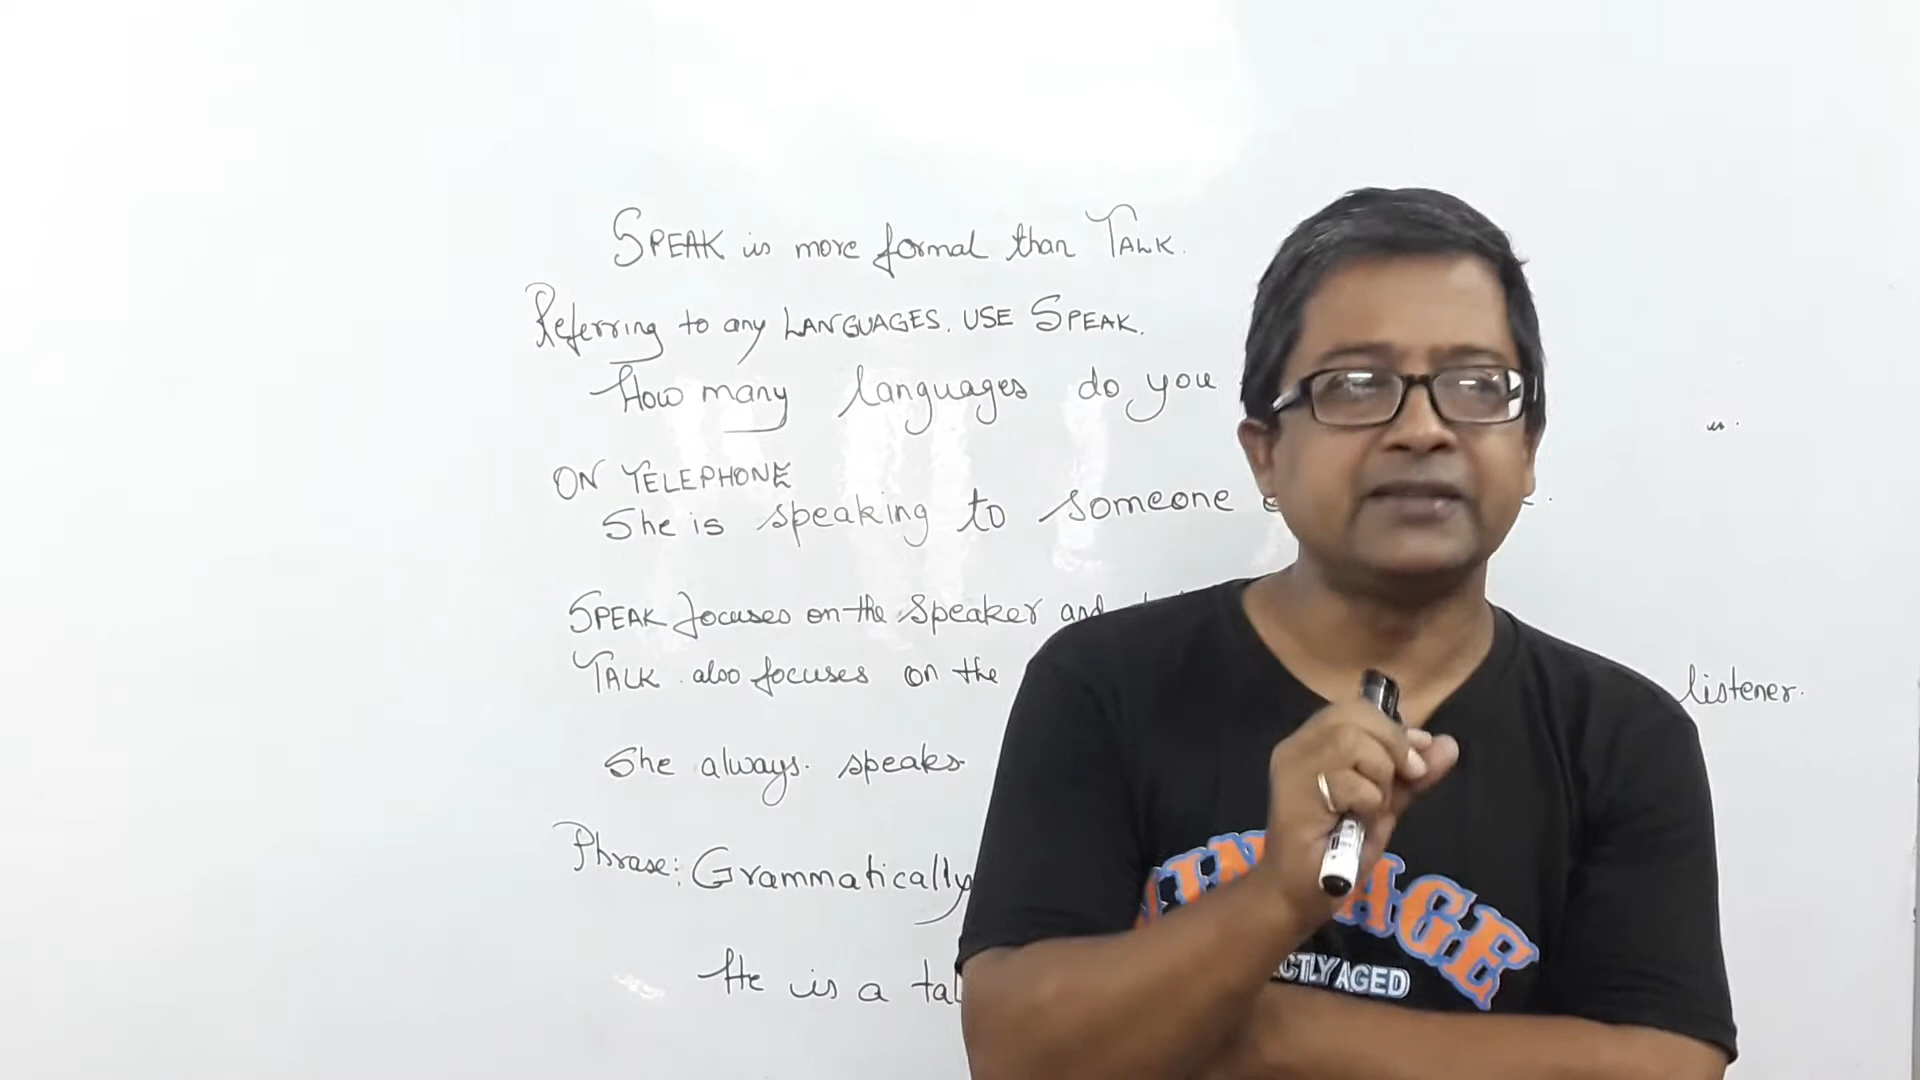 SPEAK is more formal than TALK.
Referring to any LANGUAGES. USE SPEAK.
How many languages do you
ON TELEPHONE
She is speaking to someone
SPEAK focuses on the speaker and
TALK also focuses on the listener.
She always speaks
Phrase: Grammatically
He is a tal
VINTAGE
CTLY AGED